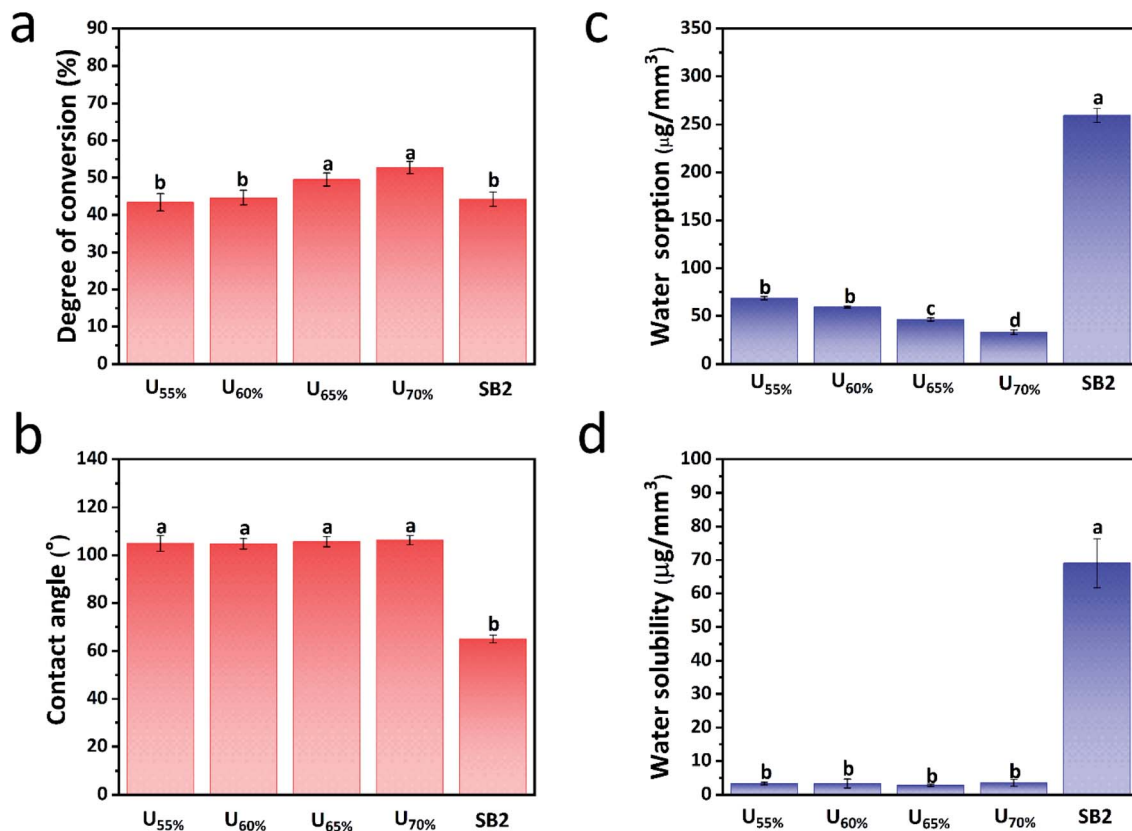 a
Degree of conversion (%)
90
80
70
60
50
40
30
20
10
0
b b a a b
U55% U60% U65% U70% SB2
b
Contact angle (°)
140
120
100
80
60
40
20
0
a a a a b
U55% U60% U65% U70% SB2
c
Water sorption (μg/mm³)
350
300
250
200
150
100
50
0
b b c d a
U55% U60% U65% U70% SB2
d
Water solubility (μg/mm³)
100
90
80
70
60
50
40
30
20
10
0
b b b b a
U55% U60% U65% U70% SB2